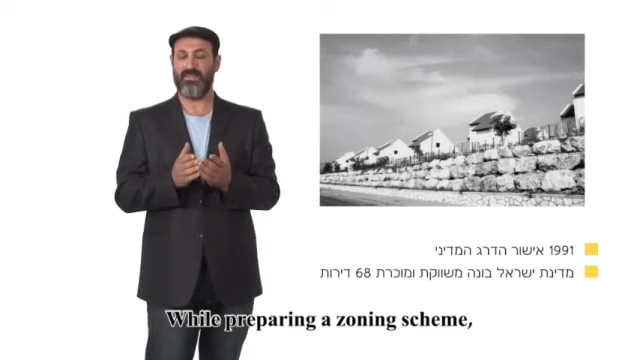 1991 אישור הדרג המדיני
מדינת ישראל בונה משווקת ומוכרת 68 דירות
While preparing a zoning scheme,